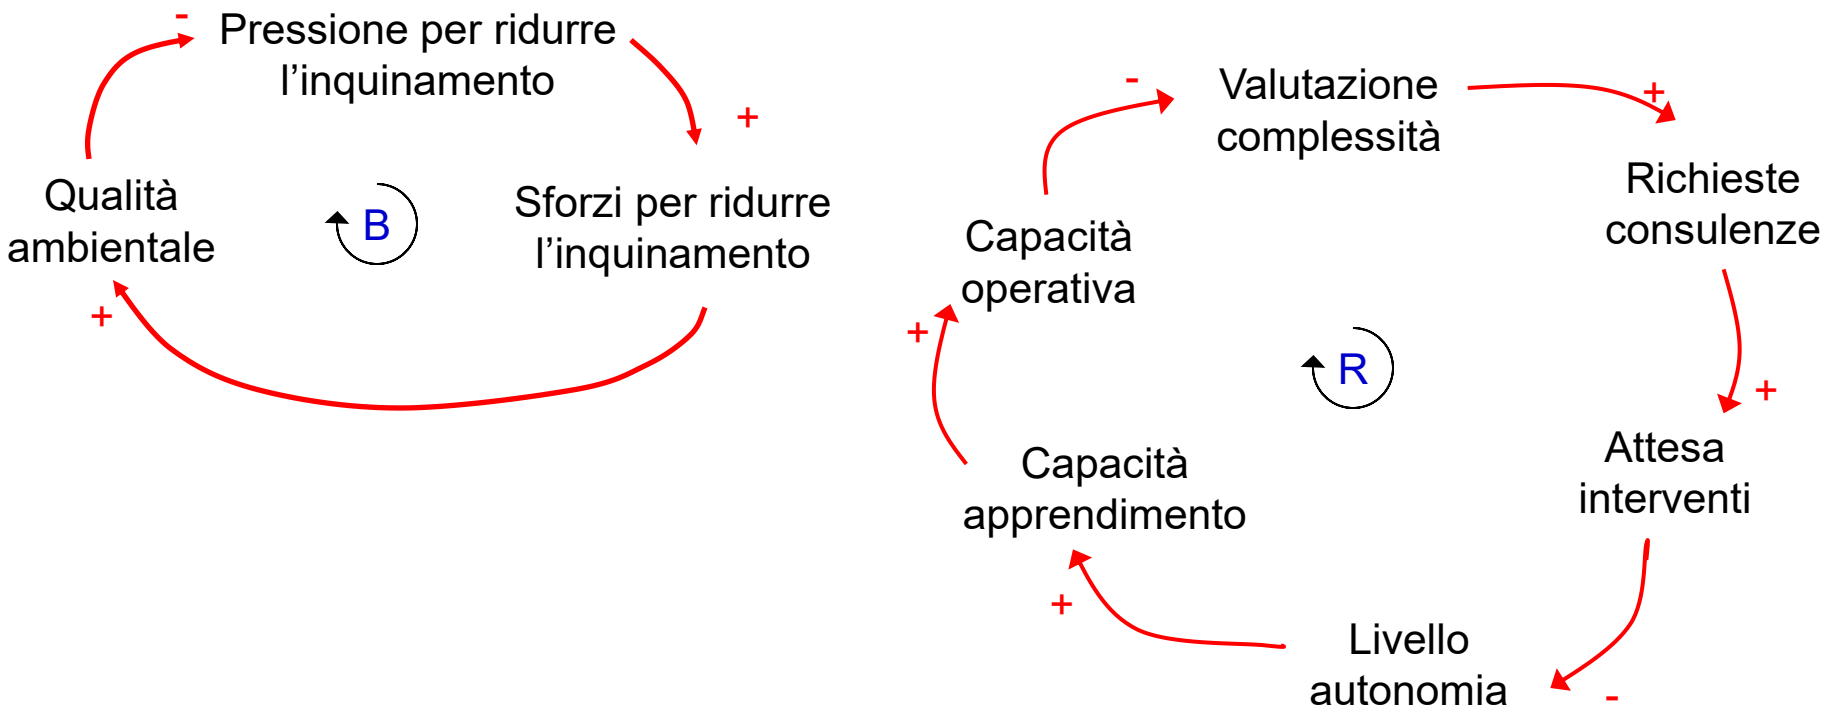 -
Pressione per ridurre
l’inquinamento
+
Qualità
ambientale
B
Sforzi per ridurre
l’inquinamento
+
-
Valutazione
complessità
+
Richieste
consulenze
Capacità
operativa
+
R
+
Attesa
interventi
Capacità
apprendimento
+
Livello
autonomia
-